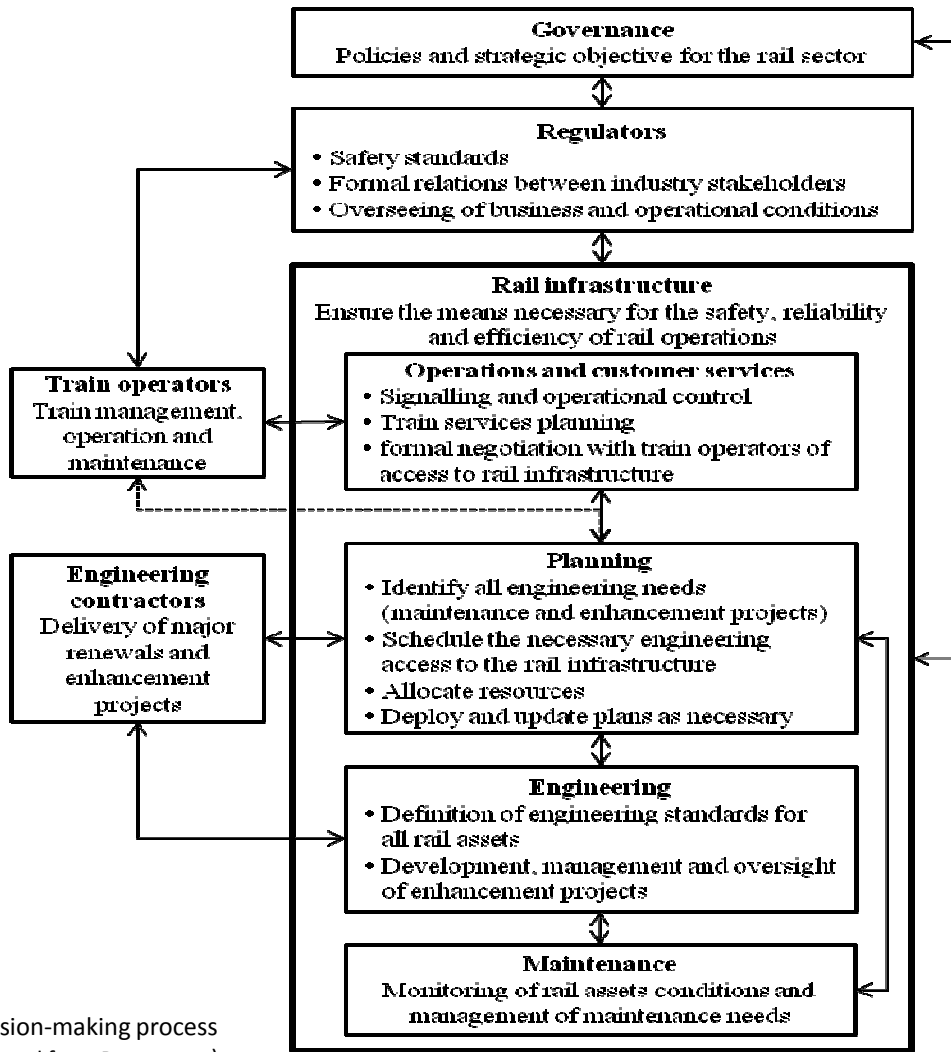 Governance
Policies and strategic objective for the rail sector
Regulators
• Safety standards
• Formal relations between industry stakeholders
• Overseeing of business and operational conditions
Rail infrastructure
Ensure the means necessary for the safety, reliability
and efficiency of rail operations
Operations and customer services
• Signalling and operational control
• Train services planning
• formal negotiation with train operators of
access to rail infrastructure
Train operators
Train management,
operation and
maintenance
Planning
• Identify all engineering needs
(maintenance and enhancement projects)
• Schedule the necessary engineering
access to the rail infrastructure
• Allocate resources
• Deploy and update plans as necessary
Engineering
contractors
Delivery of major
renewals and
enhancement
projects
Engineering
• Definition of engineering standards for
all rail assets
• Development, management and oversight
of enhancement projects
Maintenance
Monitoring of rail assets conditions and
management of maintenance needs
sion-making process